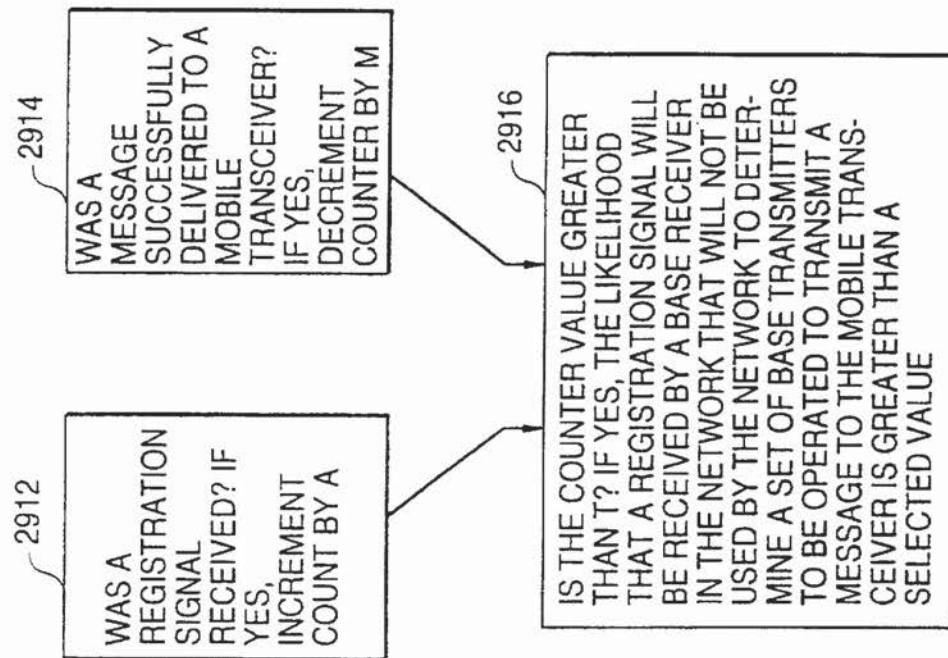 2912
WAS A
REGISTRATION
SIGNAL
RECEIVED? IF
YES,
INCREMENT
COUNT BY A
2914
WAS A
MESSAGE
SUCCESSFULLY
DELIVERED TO A
MOBILE
TRANSCEIVER?
IF YES,
DECREMENT
COUNTER BY M
2916
IS THE COUNTER VALUE GREATER
THAN T? IF YES, THE LIKELIHOOD
THAT A REGISTRATION SIGNAL WILL
BE RECEIVED BY A BASE RECEIVER
IN THE NETWORK THAT WILL NOT BE
USED BY THE NETWORK TO DETER-
MINE A SET OF BASE TRANSMITTERS
TO BE OPERATED TO TRANSMIT A
MESSAGE TO THE MOBILE TRANS-
CEIVER IS GREATER THAN A
SELECTED VALUE